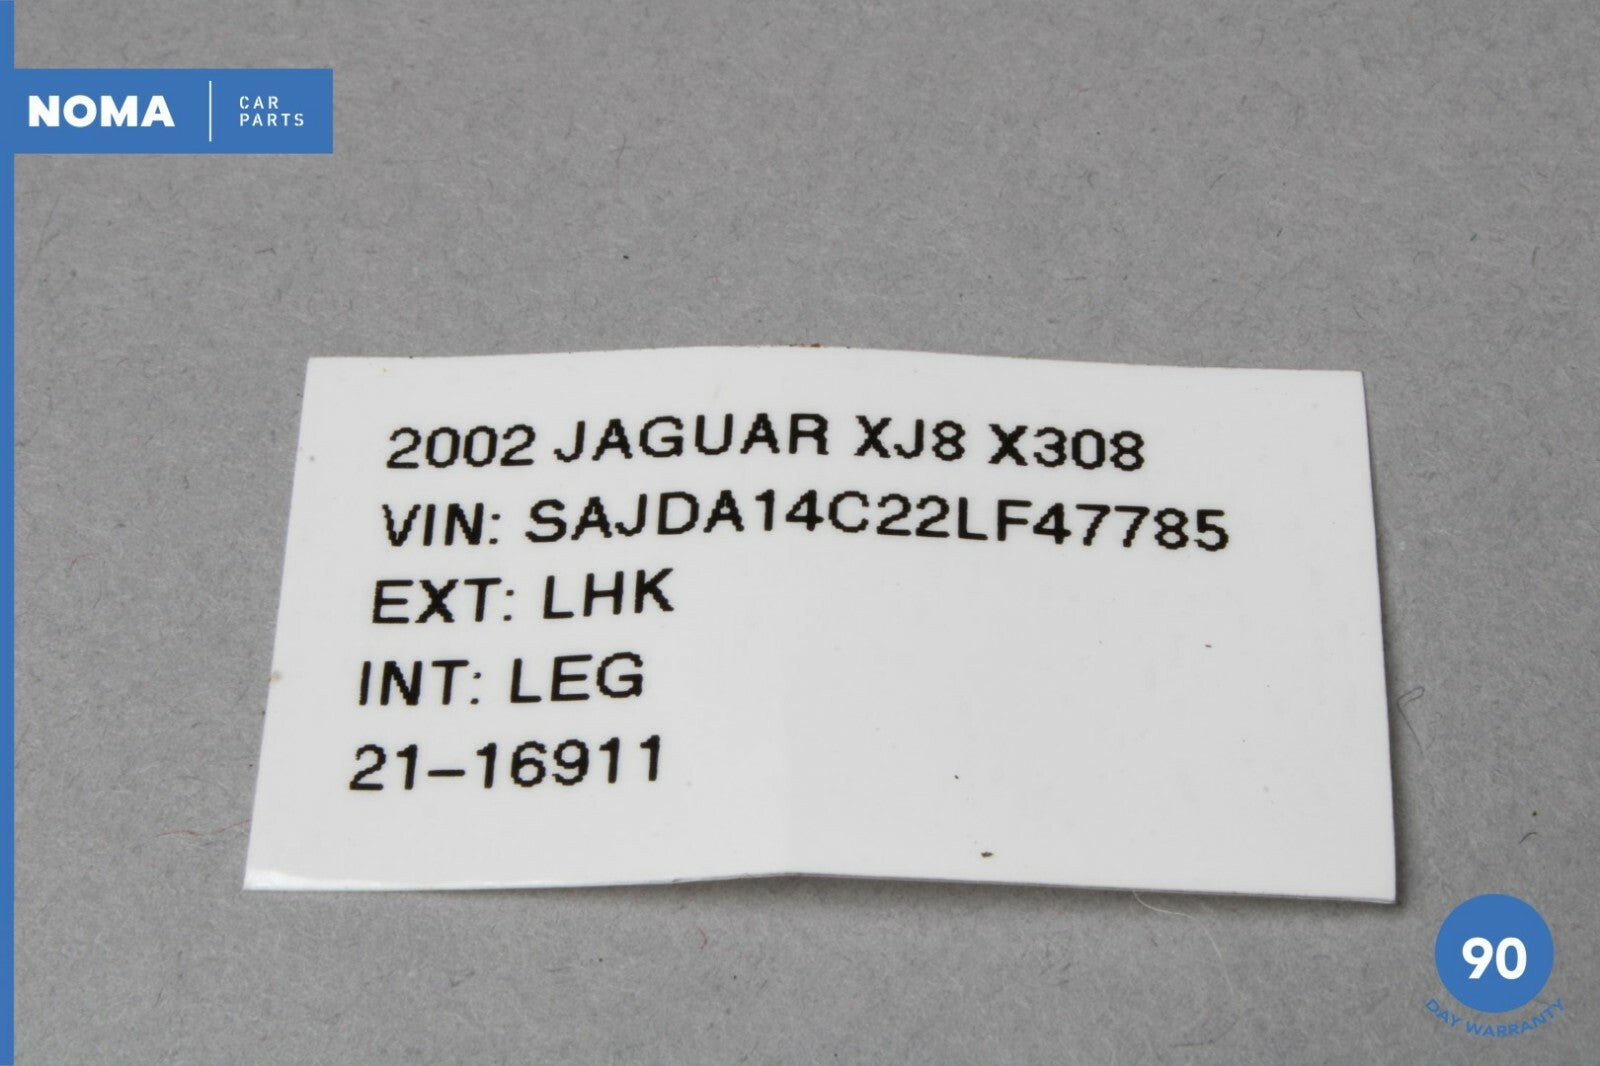 NOMA
CAR
PARTS
2002 JAGUAR XJ8 X308
VIN: SAJDA14C22LF47785
EXT: LHK
INT: LEG
21-16911
90
DAY WARRANTY